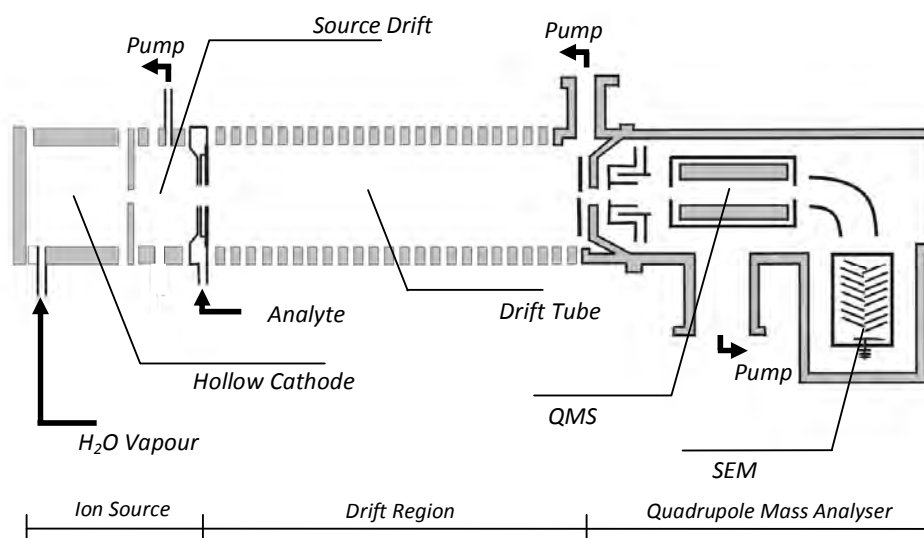 Source Drift
Pump
Pump
Analyte
Drift Tube
Hollow Cathode
Pump
QMS
H₂O Vapour
SEM
Ion Source
Drift Region
Quadrupole Mass Analyser